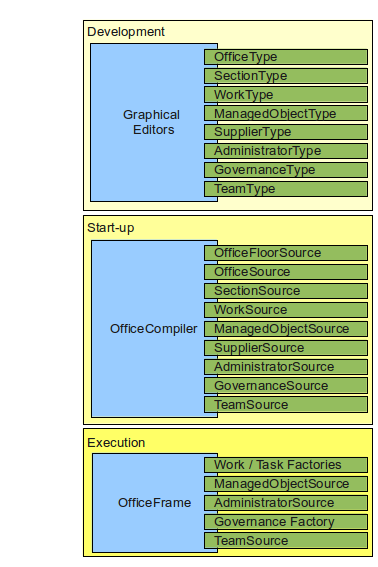 Development
Graphical
Editors
OfficeType
SectionType
WorkType
ManagedObjectType
SupplierType
AdministratorType
GovernanceType
TeamType
Start-up
OfficeCompiler
OfficeFloorSource
OfficeSource
SectionSource
WorkSource
ManagedObjectSource
SupplierSource
AdministratorSource
GovernanceSource
TeamSource
Execution
OfficeFrame
Work / Task Factories
ManagedObjectSource
AdministratorSource
Governance Factory
TeamSource